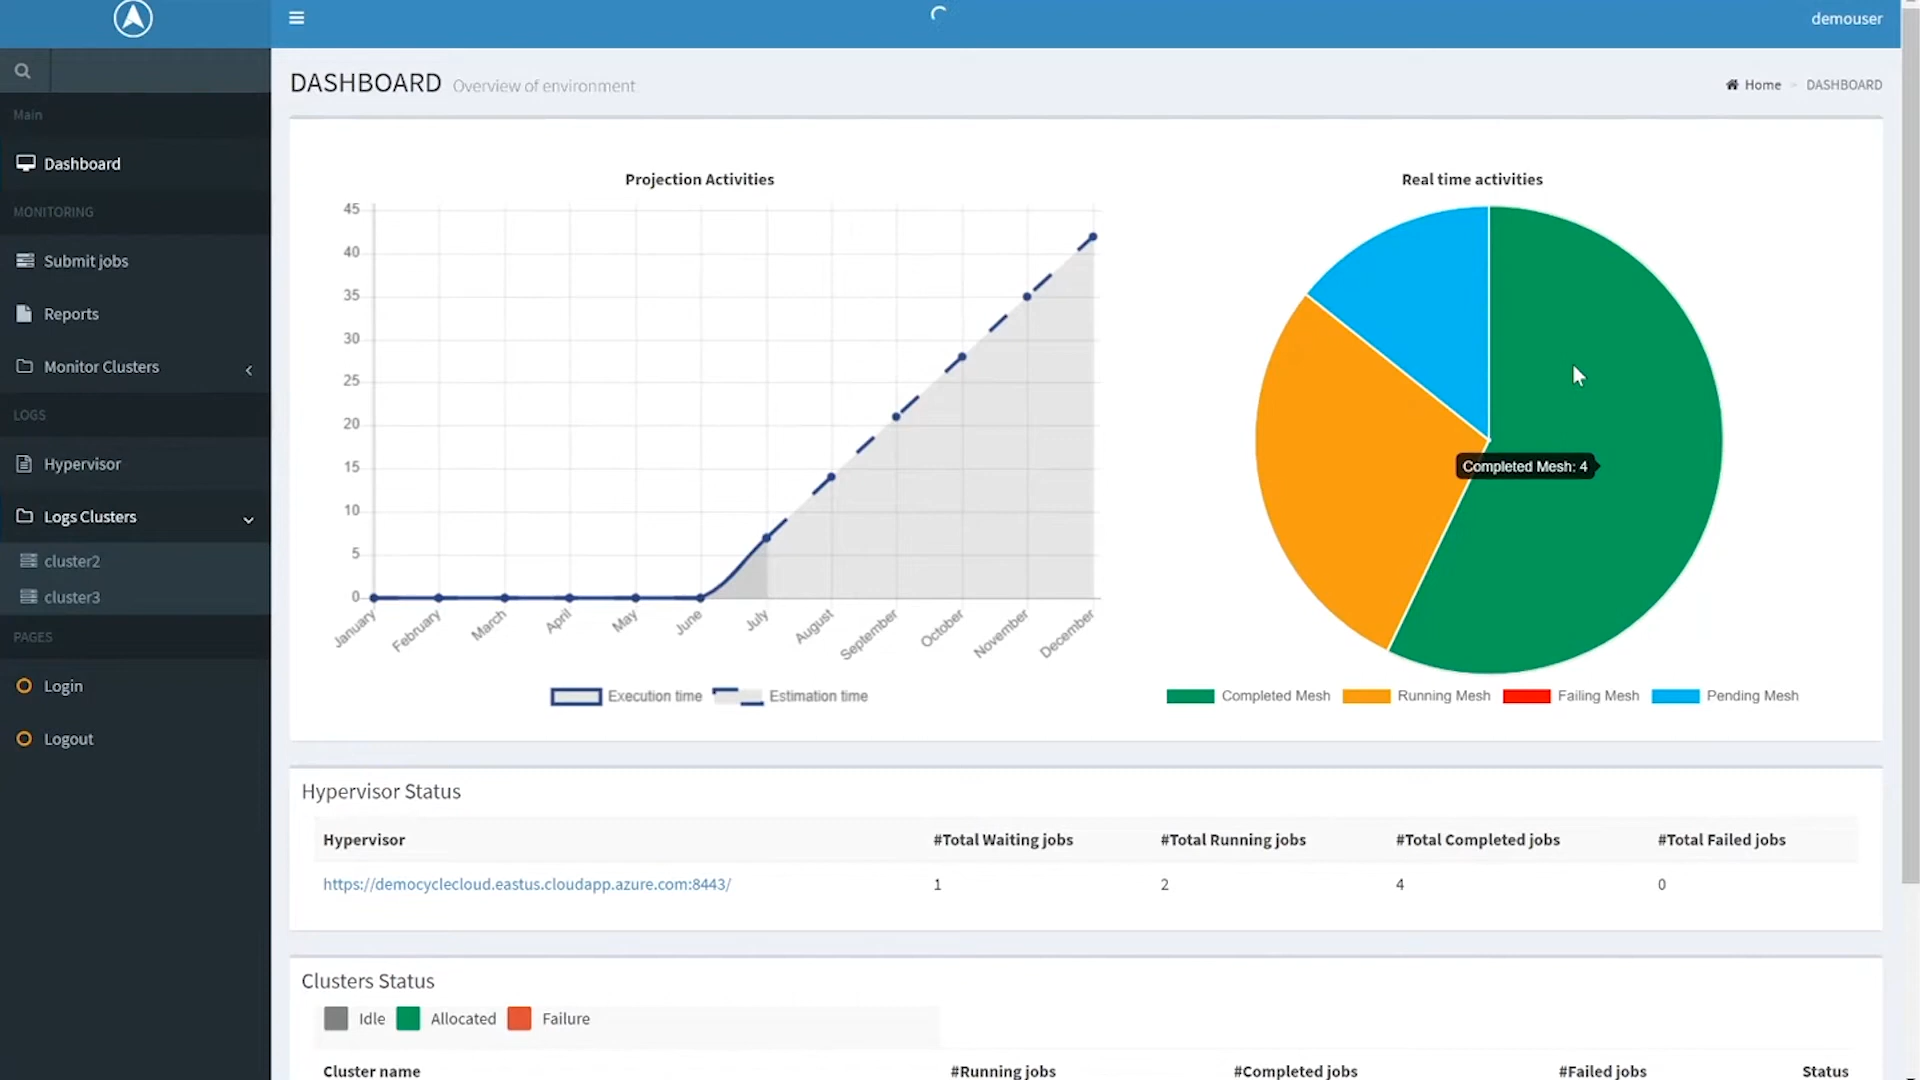 demouser
DASHBOARD Overview of environment
Home - DASHBOARD
Main
Dashboard
MONITORING
Submit jobs
Reports
Monitor Clusters
LOGS
Hypervisor
Logs Clusters
cluster2
cluster3
PAGES
Login
Logout
Projection Activities
45
40
35
30
25
20
15
10
5
0
January February March April May June July August September October November December
Execution time Estimation time
Real time activities
Completed Mesh: 4
Completed Mesh Running Mesh Failing Mesh Pending Mesh
Hypervisor Status
Hypervisor #Total Waiting jobs #Total Running jobs #Total Completed jobs #Total Failed jobs
https://democyclecloud.eastus.cloudapp.azure.com:8443/ 1 2 4 0
Clusters Status
Idle Allocated Failure
Cluster name #Running jobs #Completed jobs #Failed jobs Status